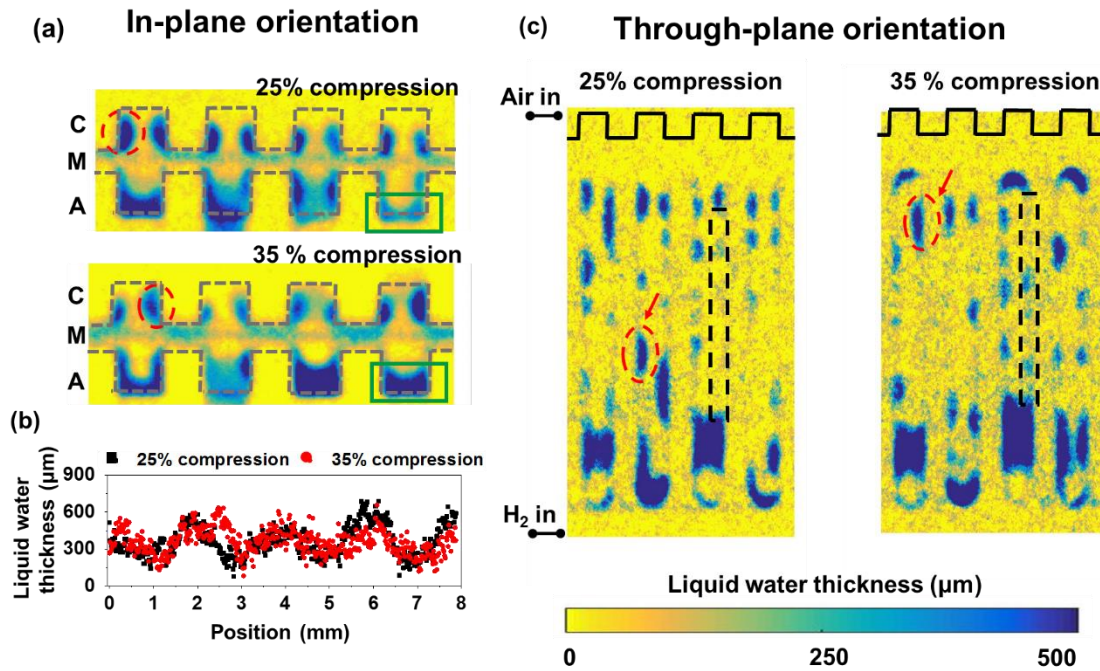 In-plane orientation
(a)
25% compression
C
M
A
35 % compression
C
M
A
(b)
25% compression
35% compression
Liquid water
thickness (µm)
900
600
300
0
0 1 2 3 4 5 6 7 8
Position (mm)
(c)
Through-plane orientation
25% compression
35 % compression
Air in
H₂ in
Liquid water thickness (µm)
0
250
500